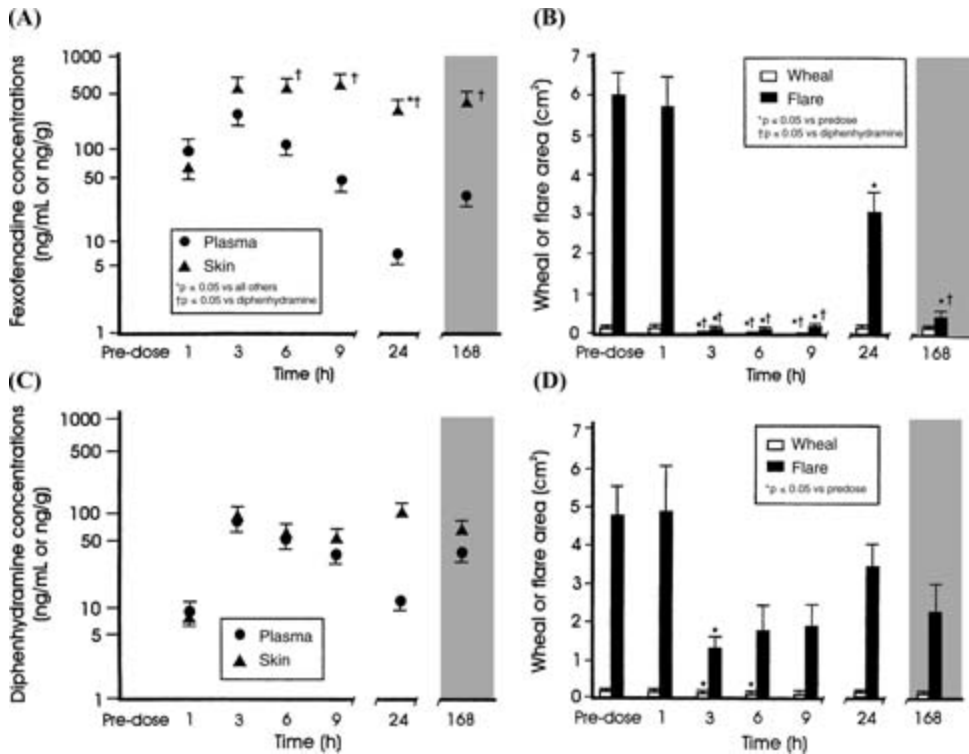 (A)
Fexofenadine concentrations
(ng/mL or ng/g)
1000
500
100
50
10
5
1
● Plasma
▲ Skin
*p ≤ 0.05 vs all others
†p ≤ 0.05 vs diphenhydramine
†
†
*†
†
Pre-dose 1 3 6 9 24 168
Time (h)
(B)
Wheal or flare area (cm²)
7
6
5
4
3
2
1
0
Wheal
Flare
*p ≤ 0.05 vs predose
†p ≤ 0.05 vs diphenhydramine
*† *† *† *† *† *† * *†
Pre-dose 1 3 6 9 24 168
Time (h)
(C)
Diphenhydramine concentrations
(ng/mL or ng/g)
1000
500
100
50
10
5
1
● Plasma
▲ Skin
Pre-dose 1 3 6 9 24 168
Time (h)
(D)
Wheal or flare area (cm²)
7
6
5
4
3
2
1
0
Wheal
Flare
*p ≤ 0.05 vs predose
* * *
Pre-dose 1 3 6 9 24 168
Time (h)